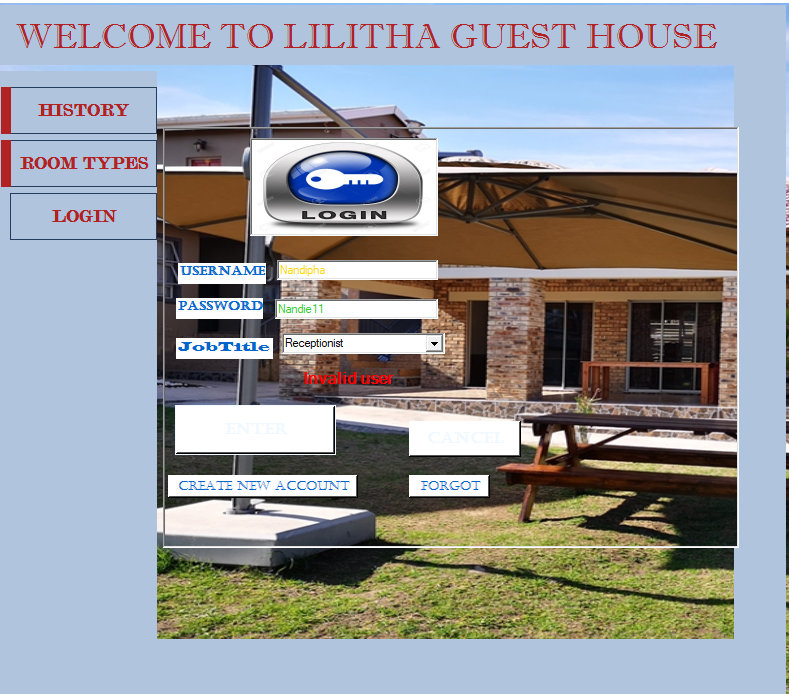 WELCOME TO LILITHA GUEST HOUSE
HISTORY
ROOM TYPES
LOGIN
LOGIN
USERNAME Nandipha
PASSWORD Nandie11
JobTitle Receptionist
Invalid user
ENTER
CANCEL
CREATE NEW ACCOUNT
FORGOT